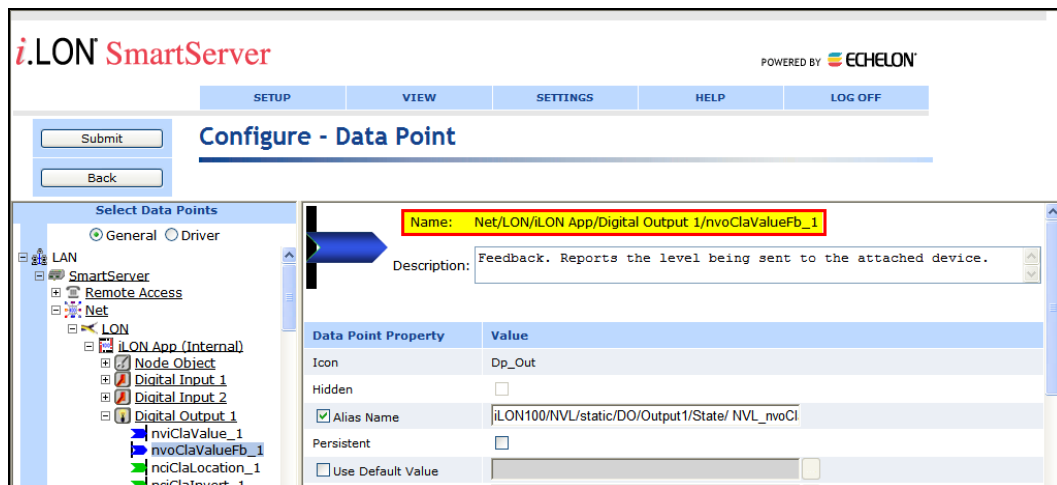 i.LON SmartServer
POWERED BY ECHELON
SETUP VIEW SETTINGS HELP LOG OFF
Submit
Configure - Data Point
Back
Select Data Points
General Driver
LAN
SmartServer
Remote Access
Net
LON
iLON App (Internal)
Node Object
Digital Input 1
Digital Input 2
Digital Output 1
nviClaValue_1
nvoClaValueFb_1
nciClaLocation_1
nciClaInvert_1
Name: Net/LON/iLON App/Digital Output 1/nvoClaValueFb_1
Description: Feedback. Reports the level being sent to the attached device.
Data Point Property Value
Icon Dp_Out
Hidden
Alias Name iLON100/NVL/static/DO/Output1/State/ NVL_nvoCl
Persistent
Use Default Value